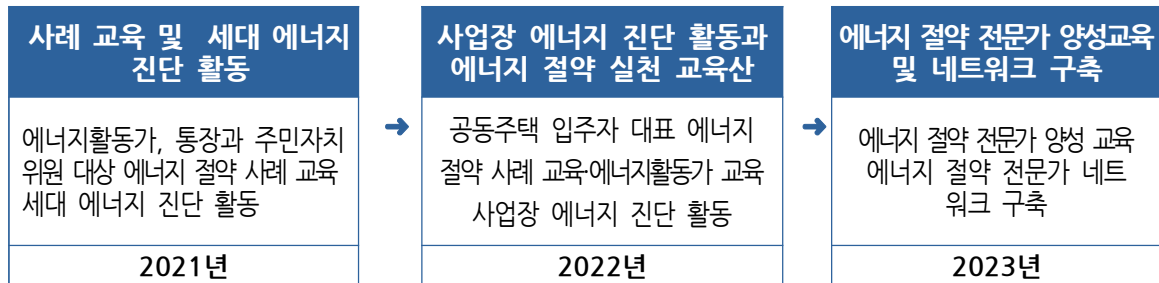 사례 교육 및 세대 에너지
진단 활동
에너지활동가, 통장과 주민자치
위원 대상 에너지 절약 사례 교육
세대 에너지 진단 활동
2021년
➜
사업장 에너지 진단 활동과
에너지 절약 실천 교육산
공동주택 입주자 대표 에너지
절약 사례 교육·에너지활동가 교육
사업장 에너지 진단 활동
2022년
➜
에너지 절약 전문가 양성교육
및 네트워크 구축
에너지 절약 전문가 양성 교육
에너지 절약 전문가 네트
워크 구축
2023년